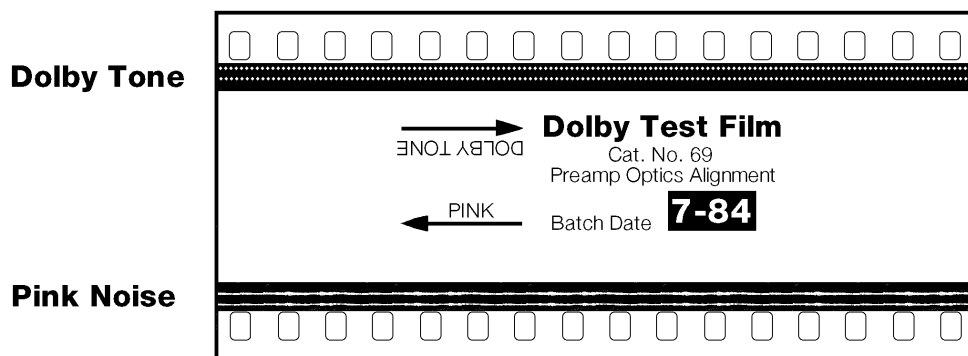 Dolby Tone
DOLBY TONE
Dolby Test Film
Cat. No. 69
Preamp Optics Alignment
PINK
Batch Date 7-84
Pink Noise